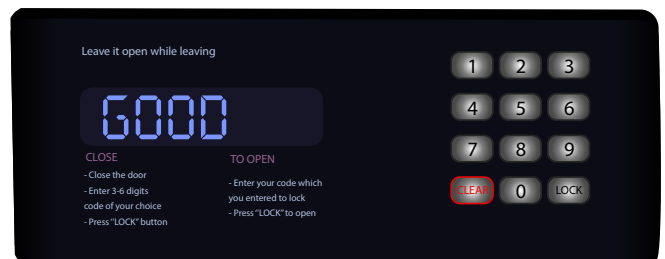 Leave it open while leaving
GOOD
CLOSE
- Close the door
- Enter 3-6 digits
code of your choice
- Press “LOCK” button
TO OPEN
- Enter your code which
you entered to lock
- Press “LOCK” to open
1 2 3
4 5 6
7 8 9
CLEAR 0 LOCK